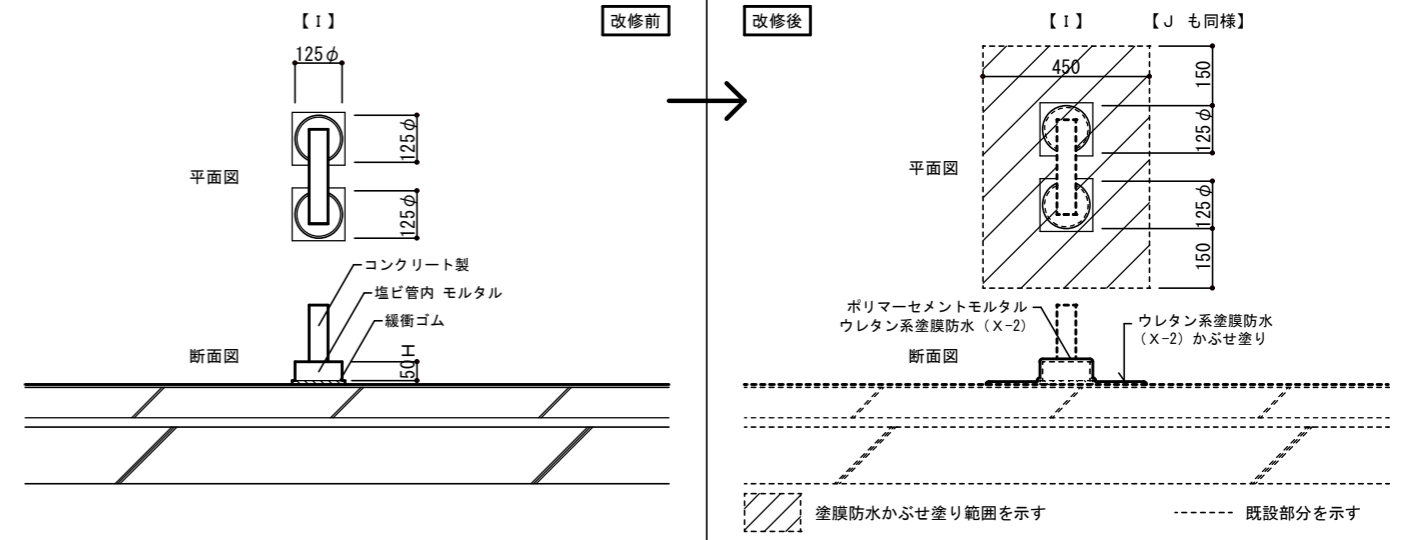 【I】
改修前
125φ
125φ
平面図
125φ
コンクリート製
塩ビ管内 モルタル
緩衝ゴム
断面図
50H
改修後
【I】
【J も同様】
450
150
125φ
平面図
125φ
150
ポリマーセメントモルタル
ウレタン系塗膜防水(X-2)
ウレタン系塗膜防水
(X-2)かぶせ塗り
断面図
塗膜防水かぶせ塗り範囲を示す
既設部分を示す